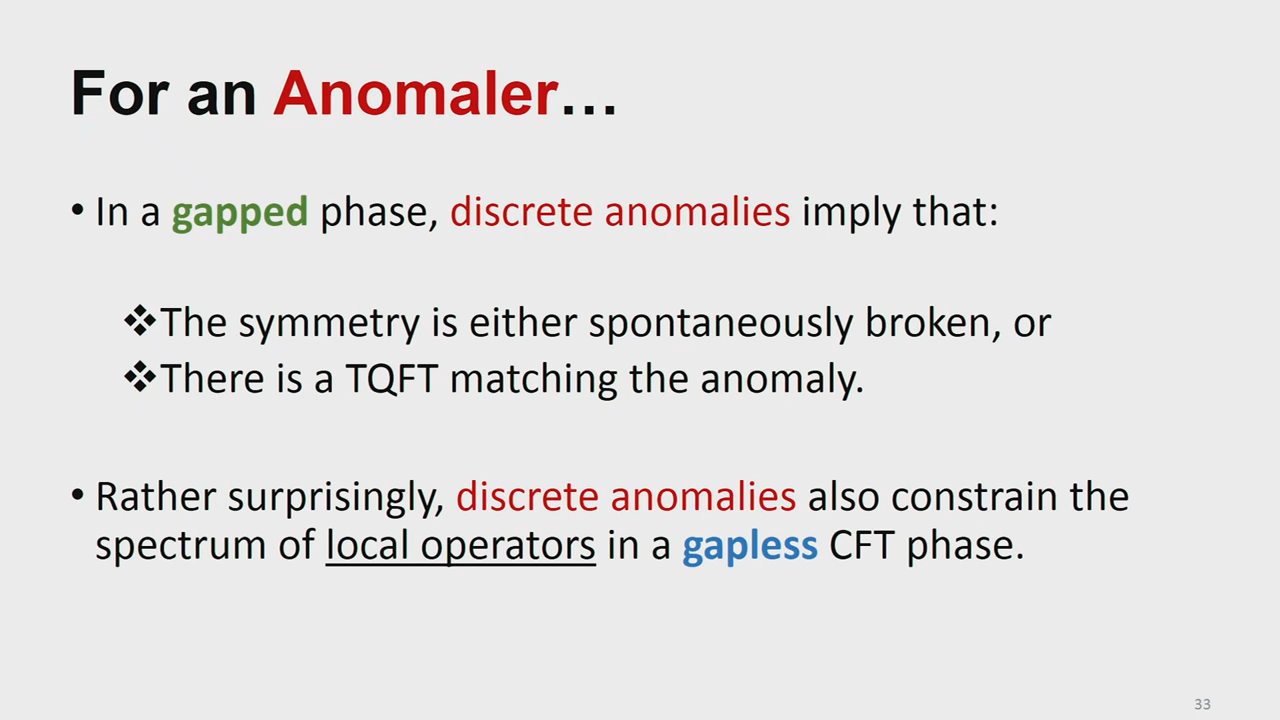 For an Anomaler…
• In a gapped phase, discrete anomalies imply that:
❖The symmetry is either spontaneously broken, or
❖There is a TQFT matching the anomaly.
• Rather surprisingly, discrete anomalies also constrain the
spectrum of local operators in a gapless CFT phase.
33